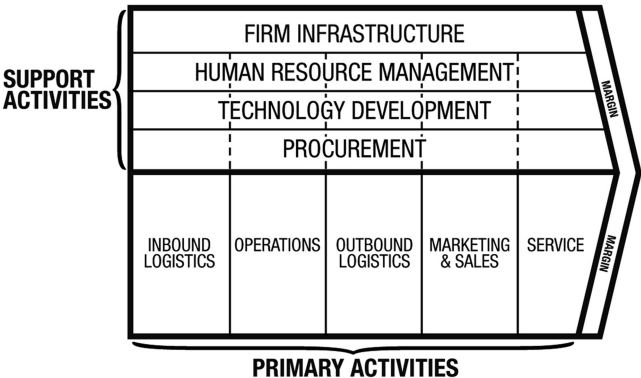 FIRM INFRASTRUCTURE
HUMAN RESOURCE MANAGEMENT
SUPPORT
ACTIVITIES
TECHNOLOGY DEVELOPMENT
PROCUREMENT
MARGIN
INBOUND
LOGISTICS
OPERATIONS
OUTBOUND
LOGISTICS
MARKETING
& SALES
SERVICE
MARGIN
PRIMARY ACTIVITIES